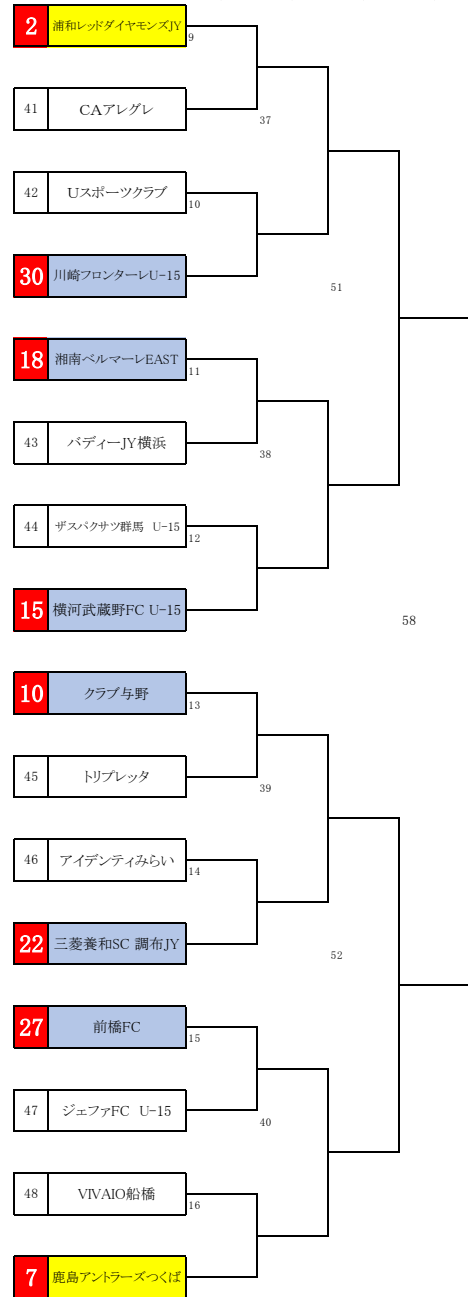 2 浦和レッドダイヤモンズJY
9
41 CAアレグレ
37
42 Uスポーツクラブ
10
30 川崎フロンターレU-15
51
18 湘南ベルマーレEAST
11
43 バディーJY横浜
38
44 ザスパクサツ群馬 U-15
12
15 横河武蔵野FC U-15
58
10 クラブ与野
13
45 トリプレッタ
39
46 アイデンティみらい
14
22 三菱養和SC 調布JY
52
27 前橋FC
15
47 ジェファFC U-15
40
48 VIVAIO船橋
16
7 鹿島アントラーズつくば